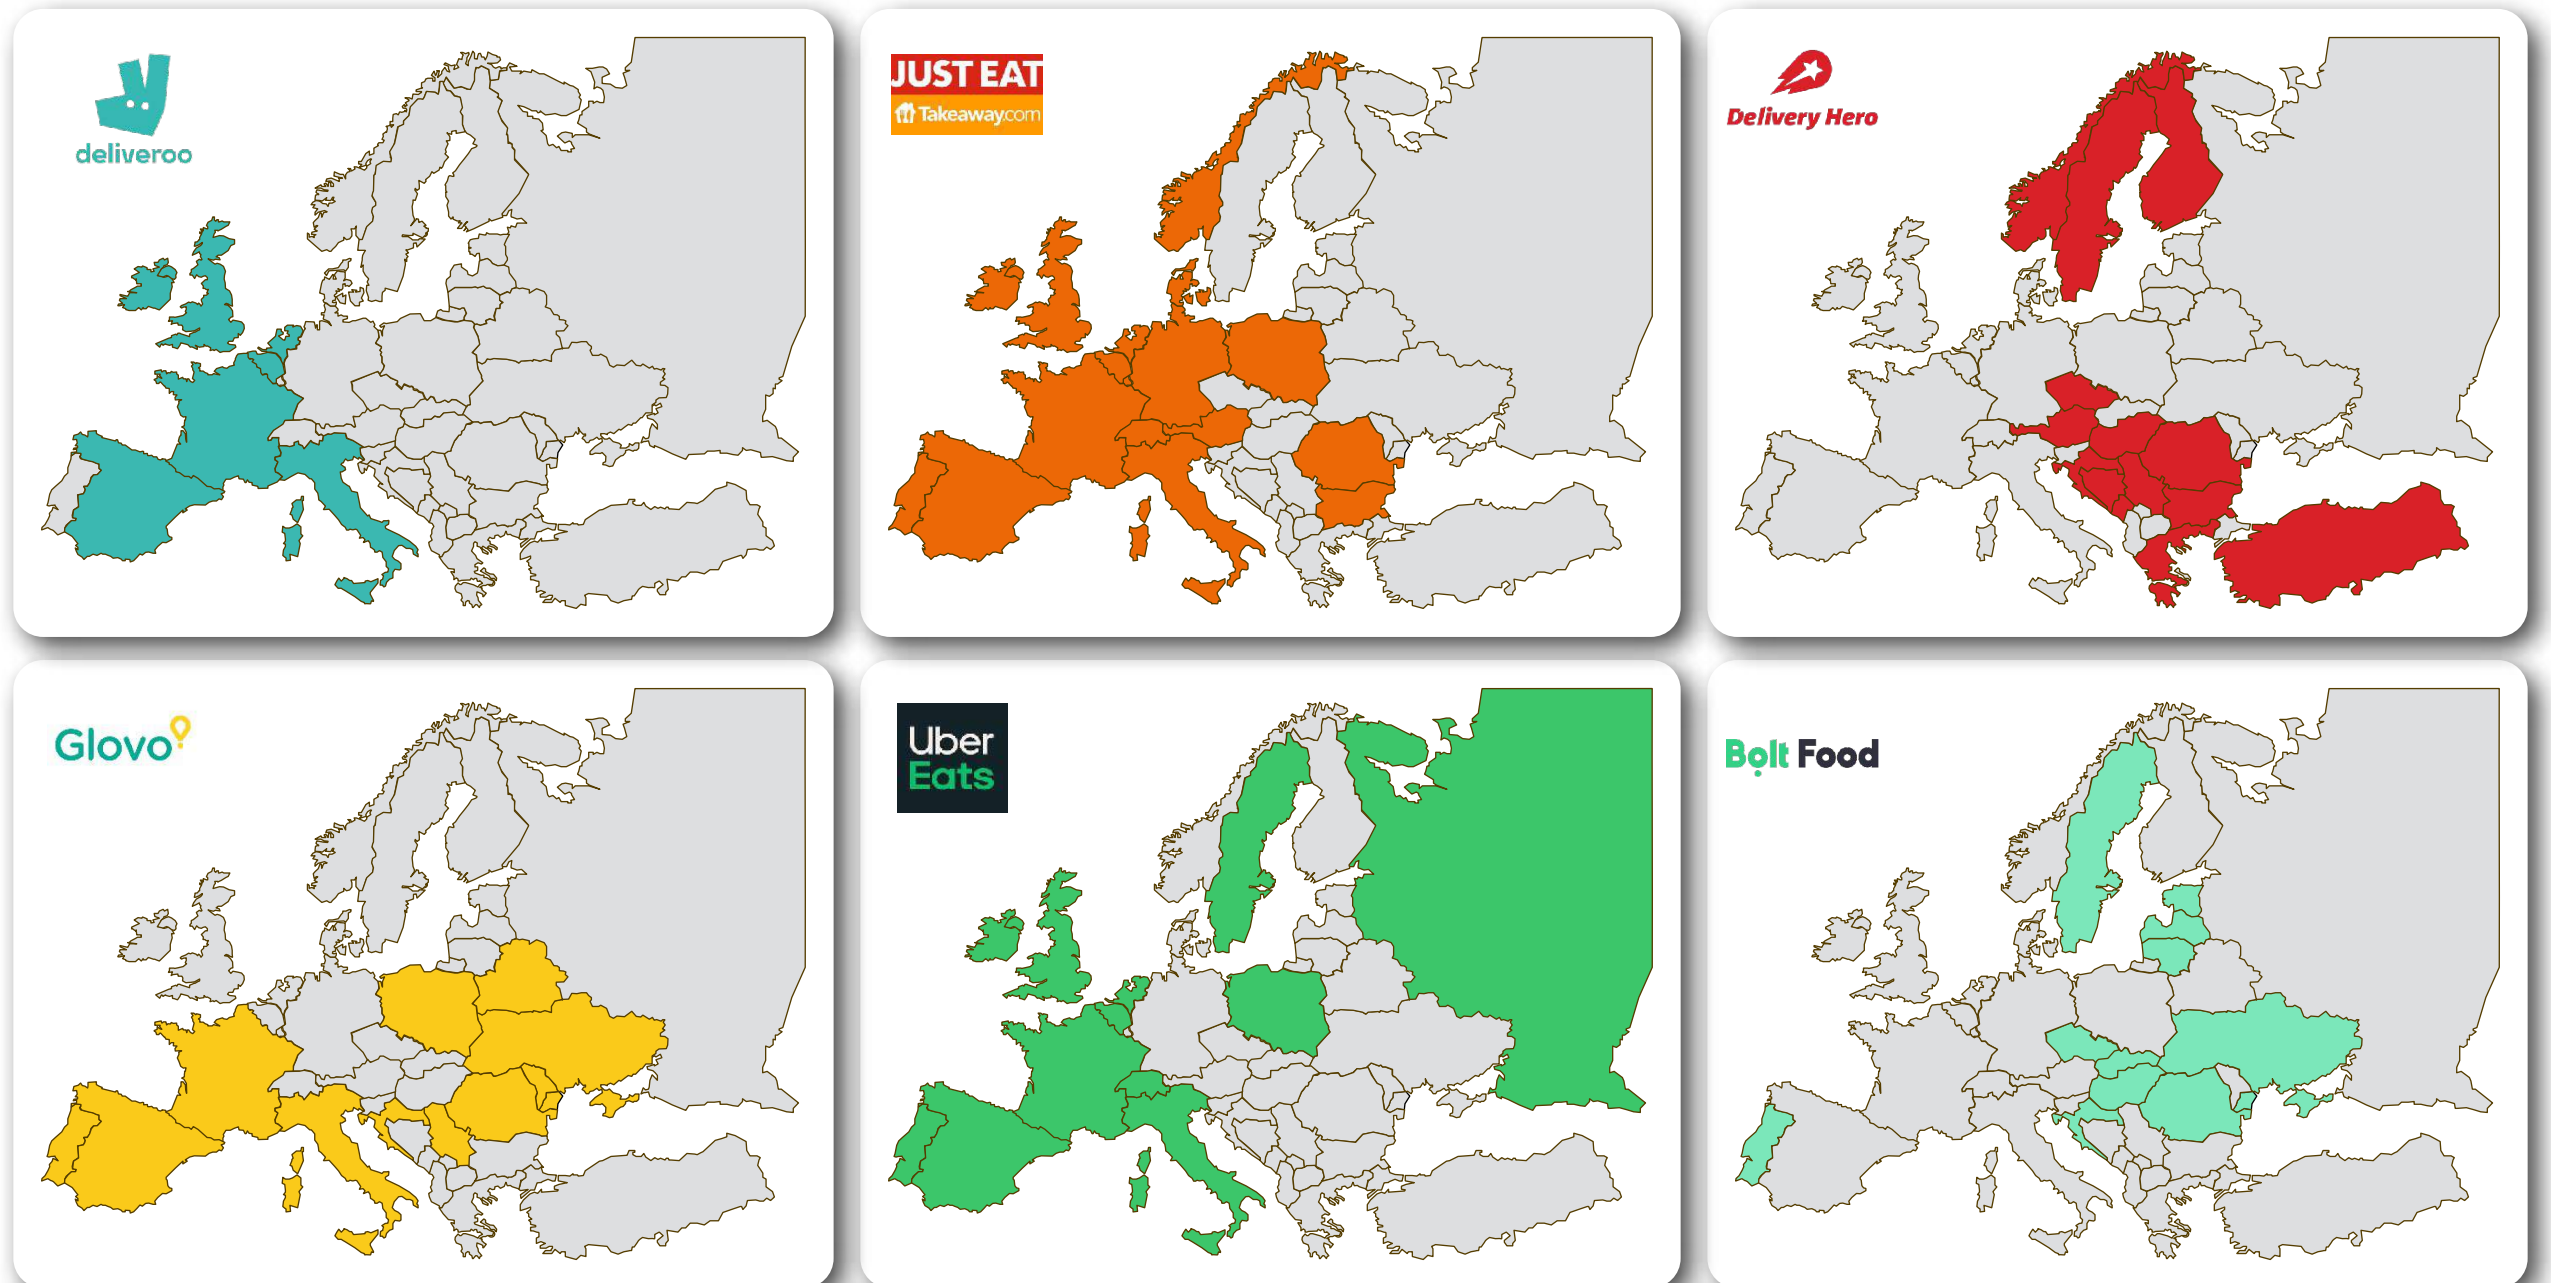 deliveroo
JUST EAT
Takeaway.com
Delivery Hero
Glovo
Uber
Eats
Bolt Food